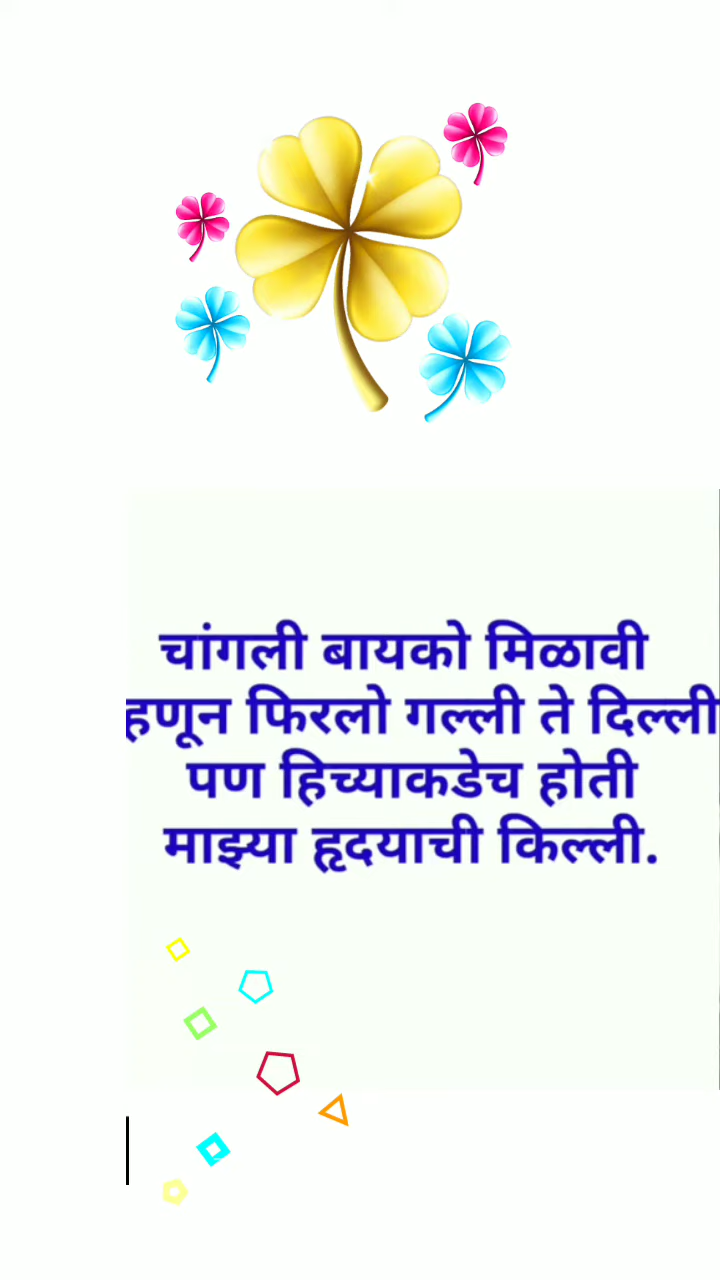 चांगली बायको मिळावी
हणून फिरलो गल्ली ते दिल्ली
पण हिच्याकडेच होती
माझ्या हृदयाची किल्ली.